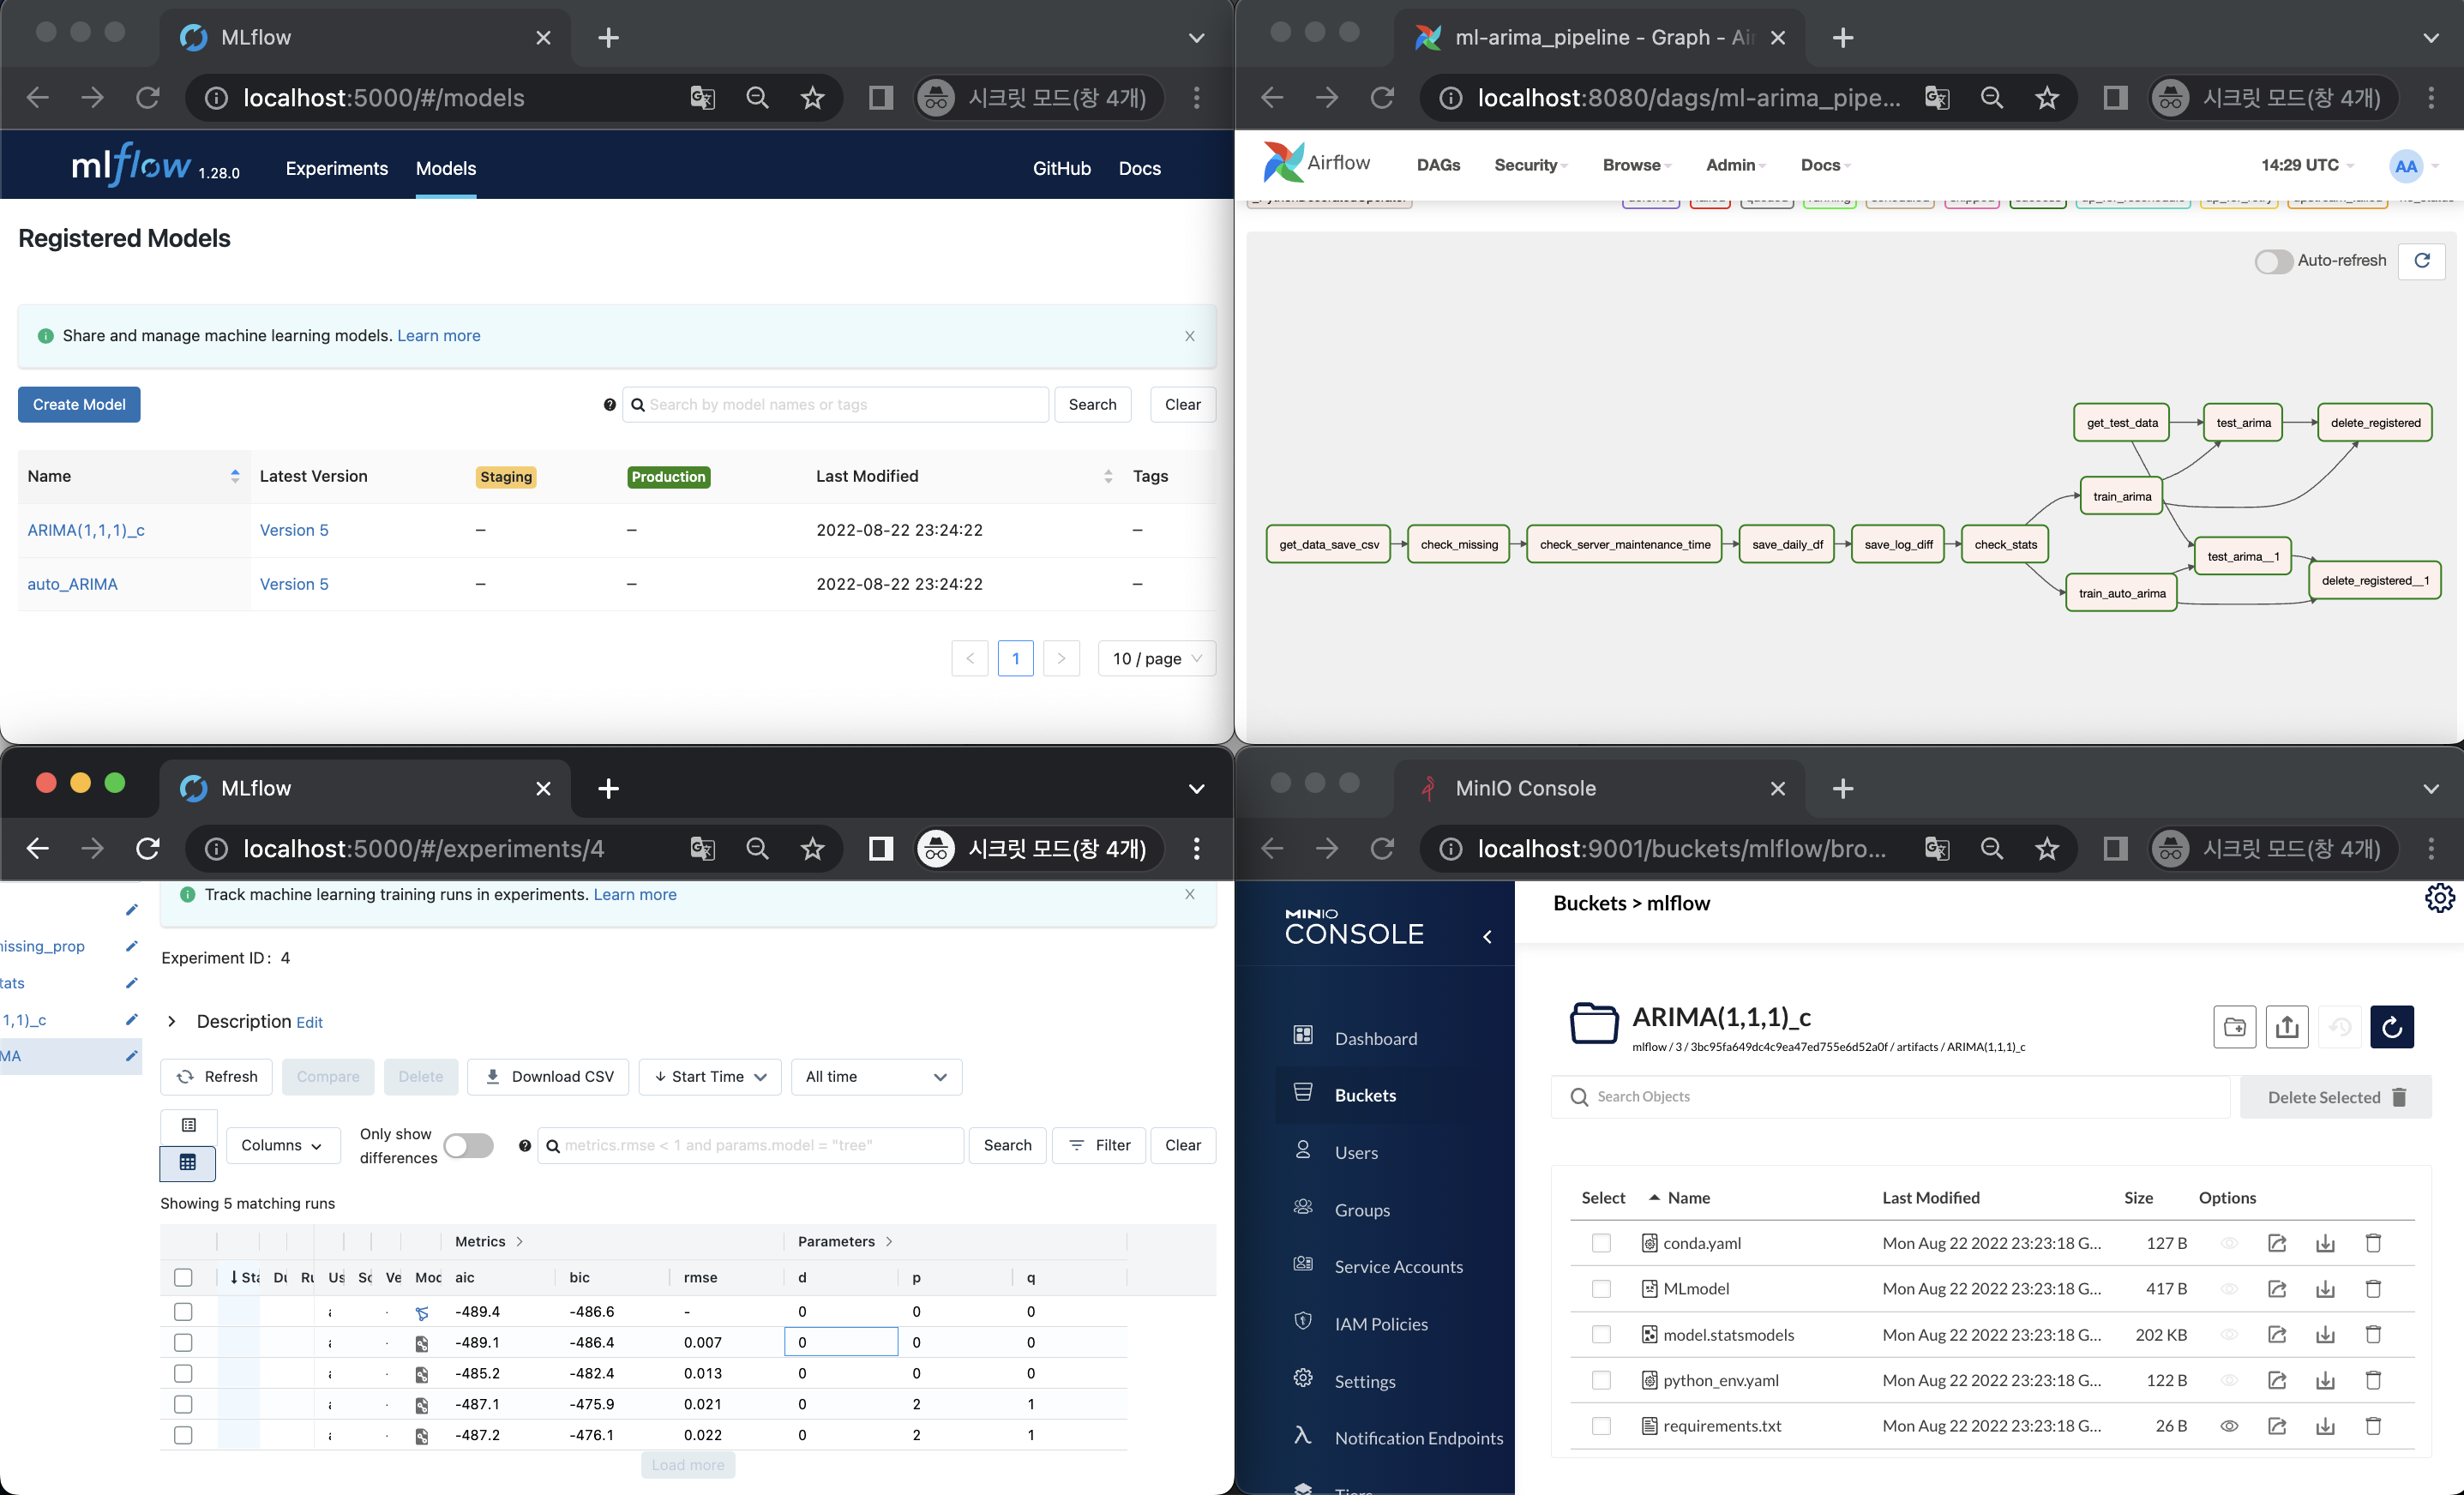 MLflow
localhost:5000/#/models
시크릿 모드(창 4개)
mlflow 1.28.0
Experiments
Models
GitHub
Docs
Registered Models
Share and manage machine learning models. Learn more
X
Create Model
Search by model names or tags
Search
Clear
Name
Latest Version
Staging
Production
Last Modified
Tags
ARIMA(1,1,1)_c
Version 5
–
–
2022-08-22 23:24:22
–
auto_ARIMA
Version 5
–
–
2022-08-22 23:24:22
–
<
1
>
10 / page
ml-arima_pipeline - Graph - Air
localhost:8080/dags/ml-arima_pipe...
시크릿 모드(창 4개)
Airflow
DAGs
Security
Browse
Admin
Docs
14:29 UTC
AA
Auto-refresh
get_test_data
test_arima
delete_registered
train_arima
get_data_save_csv
check_missing
check_server_maintenance_time
save_daily_df
save_log_diff
check_stats
test_arima__1
delete_registered__1
train_auto_arima
MLflow
localhost:5000/#/experiments/4
시크릿 모드(창 4개)
Track machine learning training runs in experiments. Learn more
X
issing_prop
tats
1,1)_c
MA
Experiment ID: 4
Description Edit
Refresh
Compare
Delete
Download CSV
↓ Start Time
All time
Columns
Only show
differences
metrics.rmse < 1 and params.model = "tree"
Search
Filter
Clear
Showing 5 matching runs
Metrics >
Parameters >
↓ Sta
Du
Ru
Us
So
Ve
Mod
aic
bic
rmse
d
p
q
-489.4
-486.6
-
0
0
0
-489.1
-486.4
0.007
0
0
0
-485.2
-482.4
0.013
0
0
0
-487.1
-475.9
0.021
0
2
1
-487.2
-476.1
0.022
0
2
1
Load more
MinIO Console
localhost:9001/buckets/mlflow/bro...
시크릿 모드(창 4개)
MINIO
CONSOLE
Dashboard
Buckets
Users
Groups
Service Accounts
IAM Policies
Settings
Notification Endpoints
Tiers
Buckets > mlflow
ARIMA(1,1,1)_c
mlflow / 3 / 3bc95fa649dc4c9ea47ed755e6d52a0f / artifacts / ARIMA(1,1,1)_c
Search Objects
Delete Selected
Select
Name
Last Modified
Size
Options
conda.yaml
Mon Aug 22 2022 23:23:18 G...
127 B
MLmodel
Mon Aug 22 2022 23:23:18 G...
417 B
model.statsmodels
Mon Aug 22 2022 23:23:18 G...
202 KB
python_env.yaml
Mon Aug 22 2022 23:23:18 G...
122 B
requirements.txt
Mon Aug 22 2022 23:23:18 G...
26 B